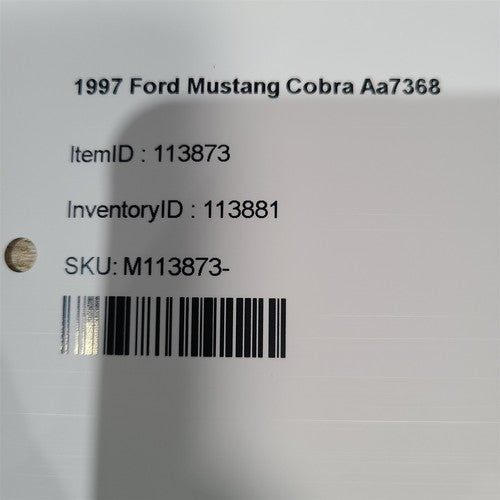 1997 Ford Mustang Cobra Aa7368
ItemID : 113873
InventoryID : 113881
SKU: M113873-